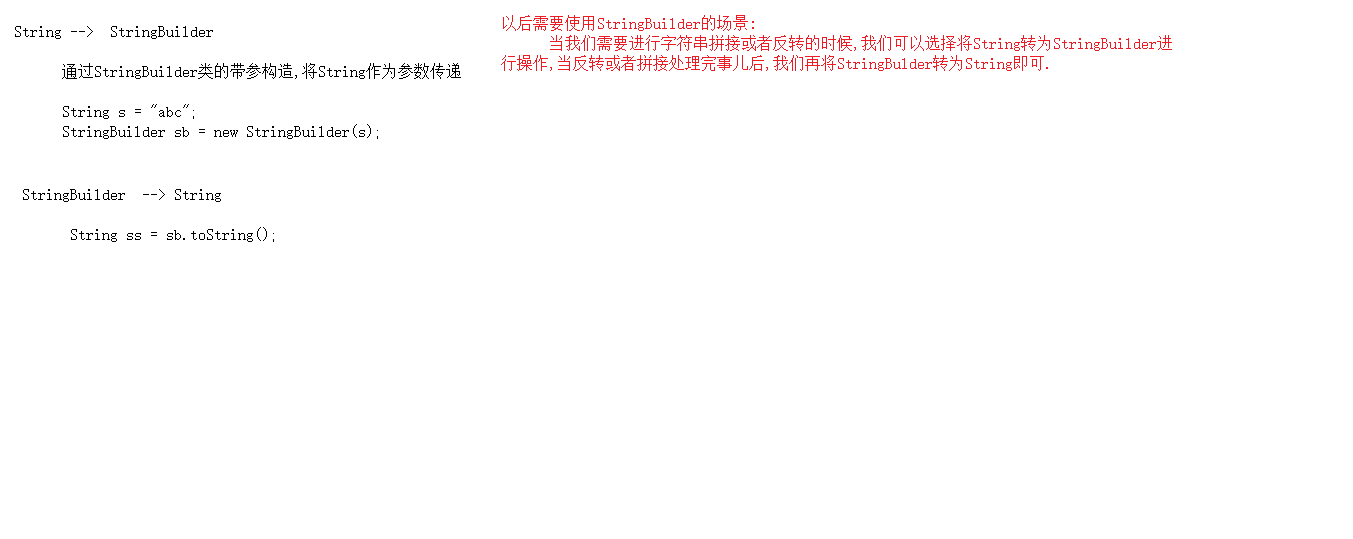 String --> StringBuilder
通过StringBuilder类的带参构造,将String作为参数传递
String s = "abc";
StringBuilder sb = new StringBuilder(s);
StringBuilder --> String
String ss = sb.toString();
以后需要使用StringBuilder的场景:
当我们需要进行字符串拼接或者反转的时候,我们可以选择将String转为StringBuilder进
行操作,当反转或者拼接处理完事儿后,我们再将StringBulder转为String即可.